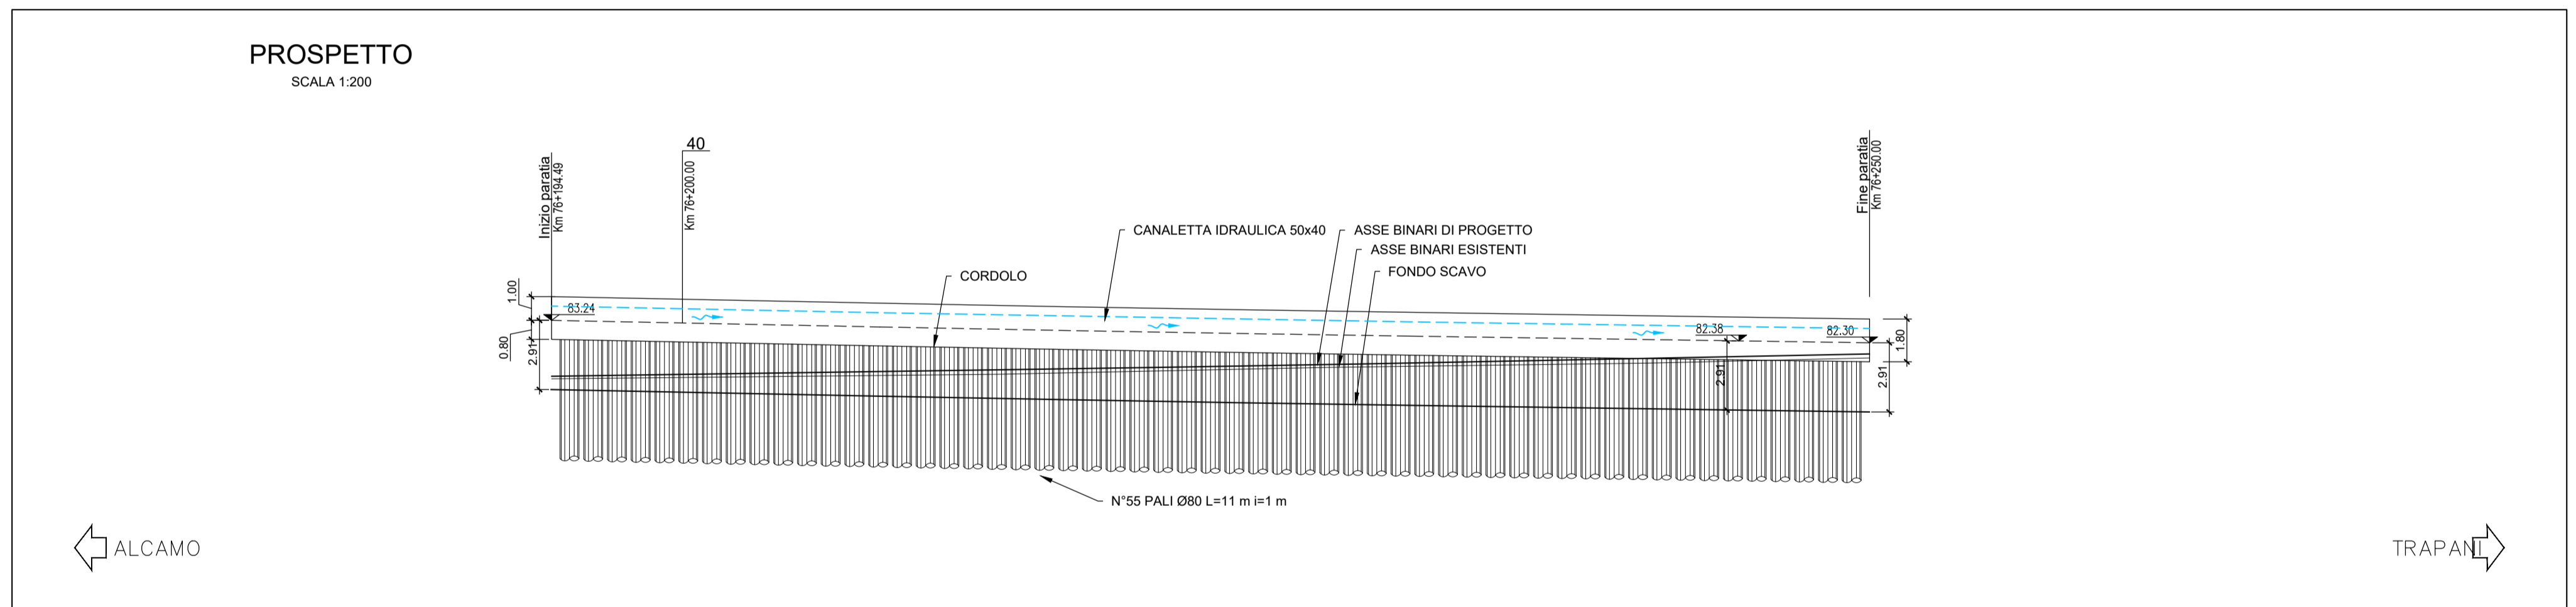 PROSPETTO
SCALA 1:200
Inizio paratia
Km 76+194.49
40
Km 76+200.00
Fine paratia
Km 76+250.00
CANALETTA IDRAULICA 50x40
ASSE BINARI DI PROGETTO
ASSE BINARI ESISTENTI
FONDO SCAVO
CORDOLO
1.00
83.24
0.80
2.91
82.38
82.30
1.80
2.91
2.91
N°55 PALI Ø80 L=11 m i=1 m
ALCAMO
TRAPANI